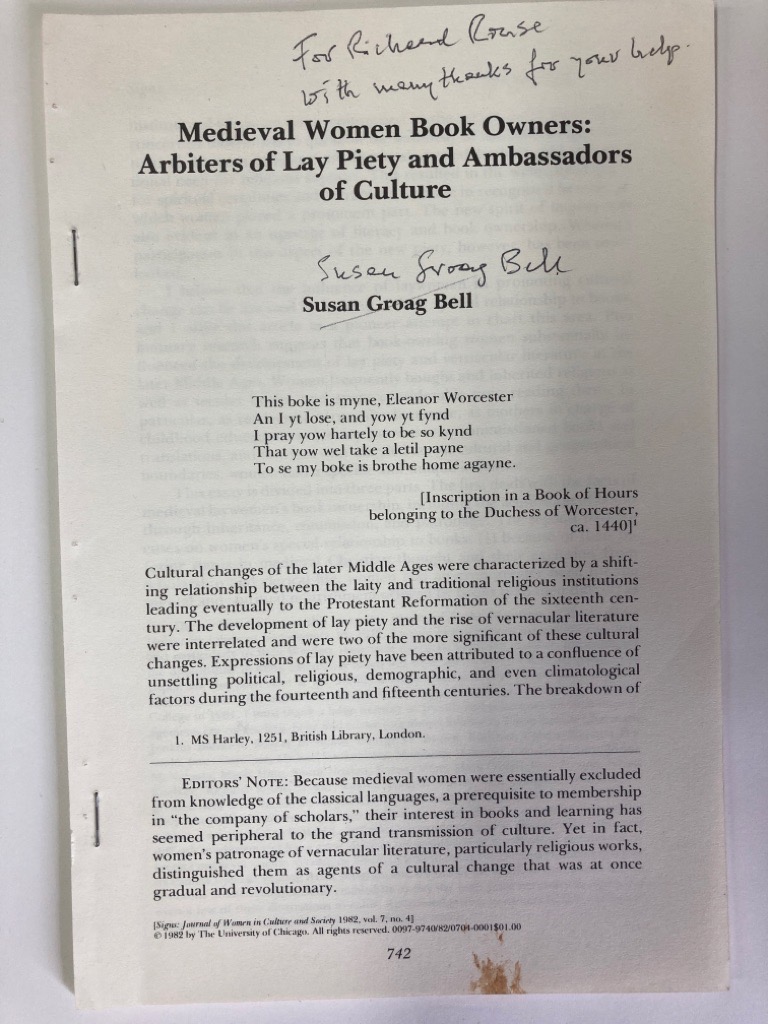 For Richard Rouse
with many thanks for your help.
Medieval Women Book Owners:
Arbiters of Lay Piety and Ambassadors
of Culture
Susan Groag Bell
Susan Groag Bell
This boke is myne, Eleanor Worcester
An I yt lose, and yow yt fynd
I pray yow hartely to be so kynd
That yow wel take a letil payne
To se my boke is brothe home agayne.
[Inscription in a Book of Hours
belonging to the Duchess of Worcester,
ca. 1440]¹
Cultural changes of the later Middle Ages were characterized by a shift-
ing relationship between the laity and traditional religious institutions
leading eventually to the Protestant Reformation of the sixteenth cen-
tury. The development of lay piety and the rise of vernacular literature
were interrelated and were two of the more significant of these cultural
changes. Expressions of lay piety have been attributed to a confluence of
unsettling political, religious, demographic, and even climatological
factors during the fourteenth and fifteenth centuries. The breakdown of
1. MS Harley, 1251, British Library, London.
EDITORS' NOTE: Because medieval women were essentially excluded
from knowledge of the classical languages, a prerequisite to membership
in "the company of scholars," their interest in books and learning has
seemed peripheral to the grand transmission of culture. Yet in fact,
women's patronage of vernacular literature, particularly religious works,
distinguished them as agents of a cultural change that was at once
gradual and revolutionary.
[Signs: Journal of Women in Culture and Society 1982, vol. 7, no. 4]
© 1982 by The University of Chicago. All rights reserved. 0097-9740/82/0704-0001$01.00
742